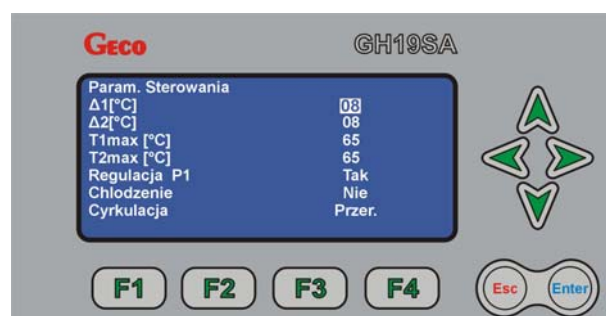 GECO GH19SA
Param. Sterowania
Δ1[°C] 08
Δ2[°C] 08
T1max [°C] 65
T2max [°C] 65
Regulacja P1 Tak
Chlodzenie Nie
Cyrkulacja Przer.
F1 F2 F3 F4 Esc Enter